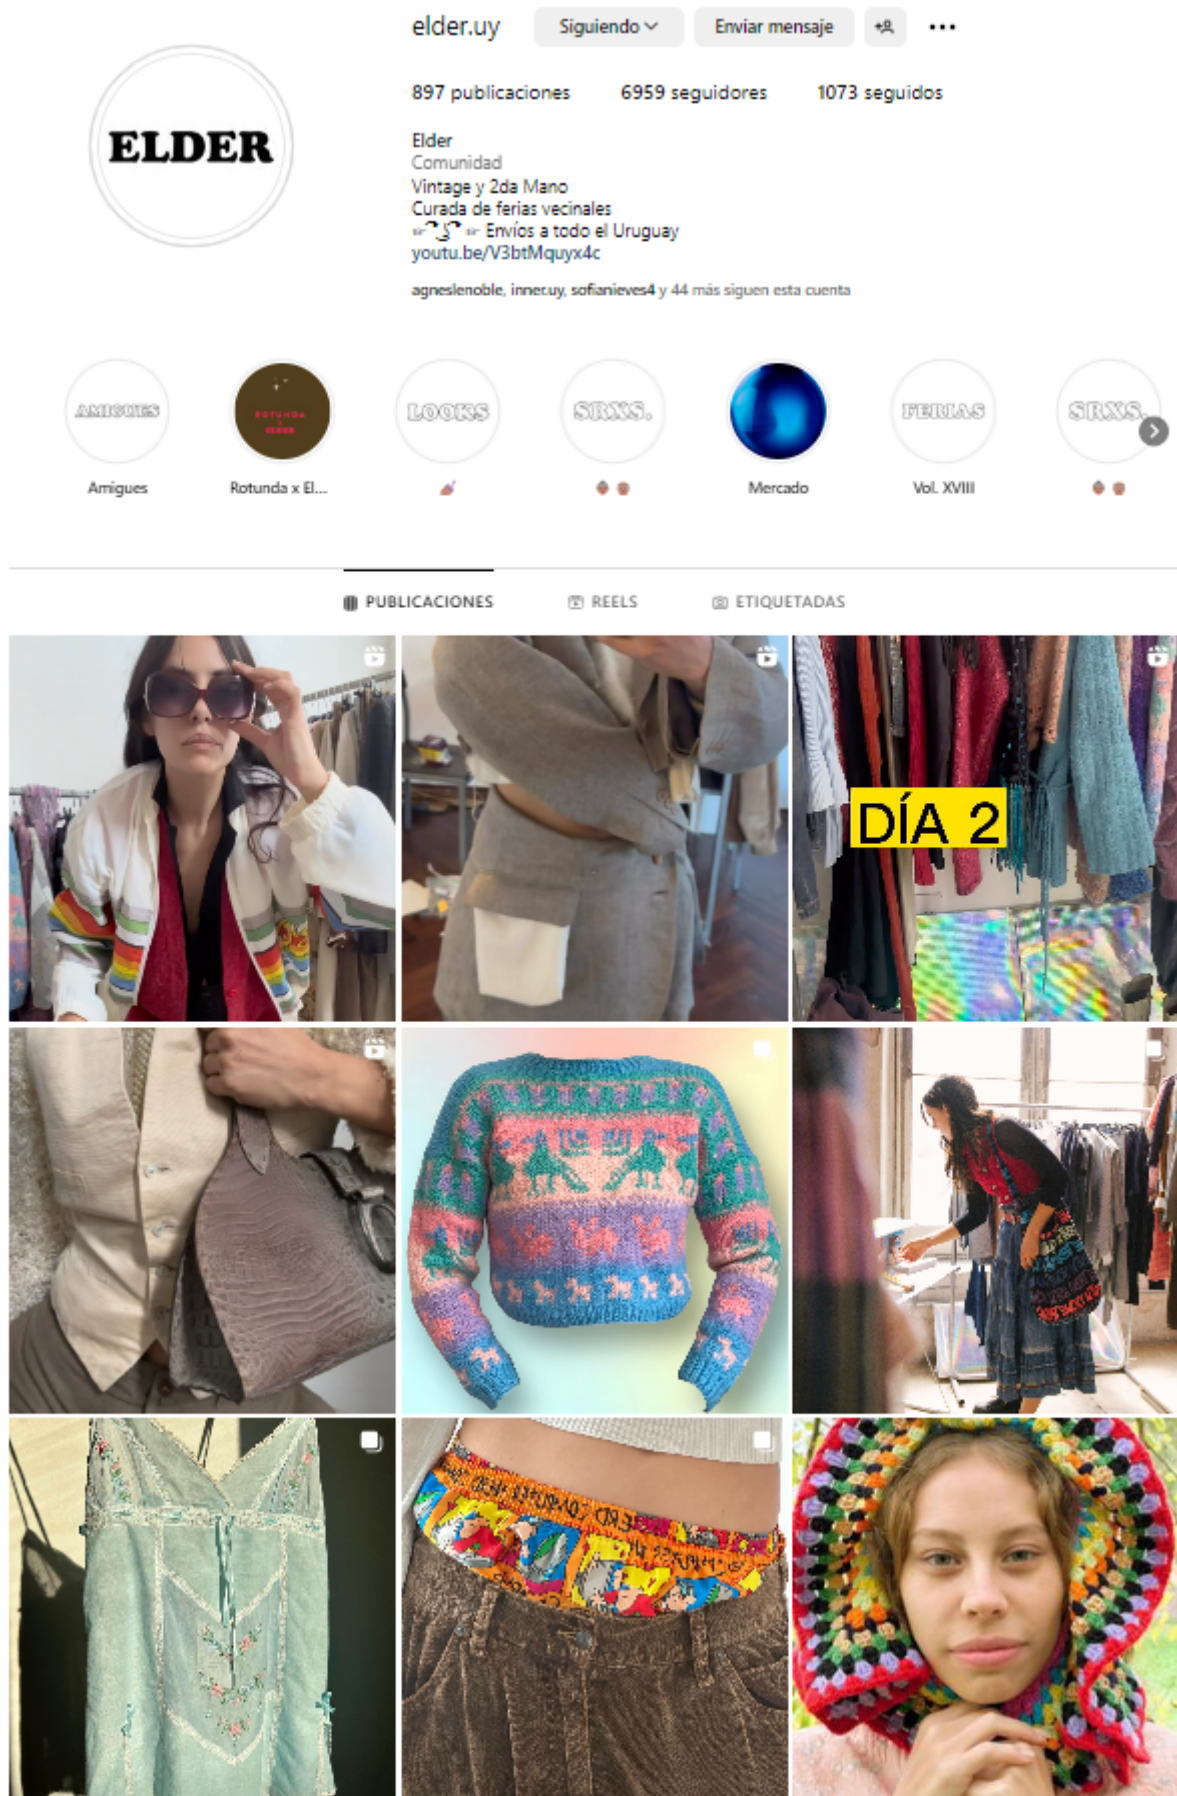 elder.uy
Siguiendo
Enviar mensaje
897 publicaciones
6959 seguidores
1073 seguidos
ELDER
Elder
Comunidad
Vintage y 2da Mano
Curada de ferias vecinales
Envíos a todo el Uruguay
youtu.be/V3btMquyx4c
agneslenoble, inner.uy, sofianieves4 y 44 más siguen esta cuenta
AMIGUES
ROTUNDA
X
ELDER
LOOKS
SRXS.
FERIAS
SRXS.
Amigues
Rotunda x El...
Mercado
Vol. XVIII
PUBLICACIONES
REELS
ETIQUETADAS
DÍA 2